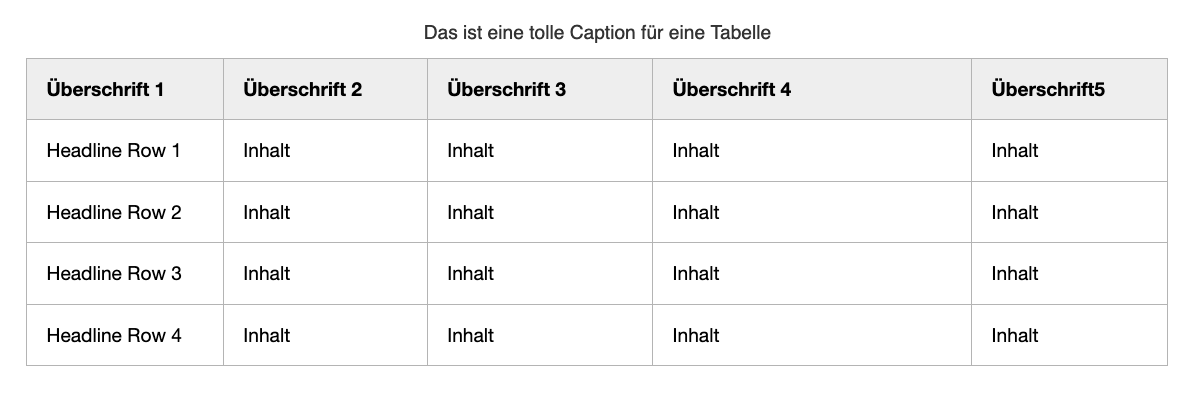 Das ist eine tolle Caption für eine Tabelle
Überschrift 1 Überschrift 2 Überschrift 3 Überschrift 4 Überschrift5
Headline Row 1 Inhalt Inhalt Inhalt Inhalt
Headline Row 2 Inhalt Inhalt Inhalt Inhalt
Headline Row 3 Inhalt Inhalt Inhalt Inhalt
Headline Row 4 Inhalt Inhalt Inhalt Inhalt